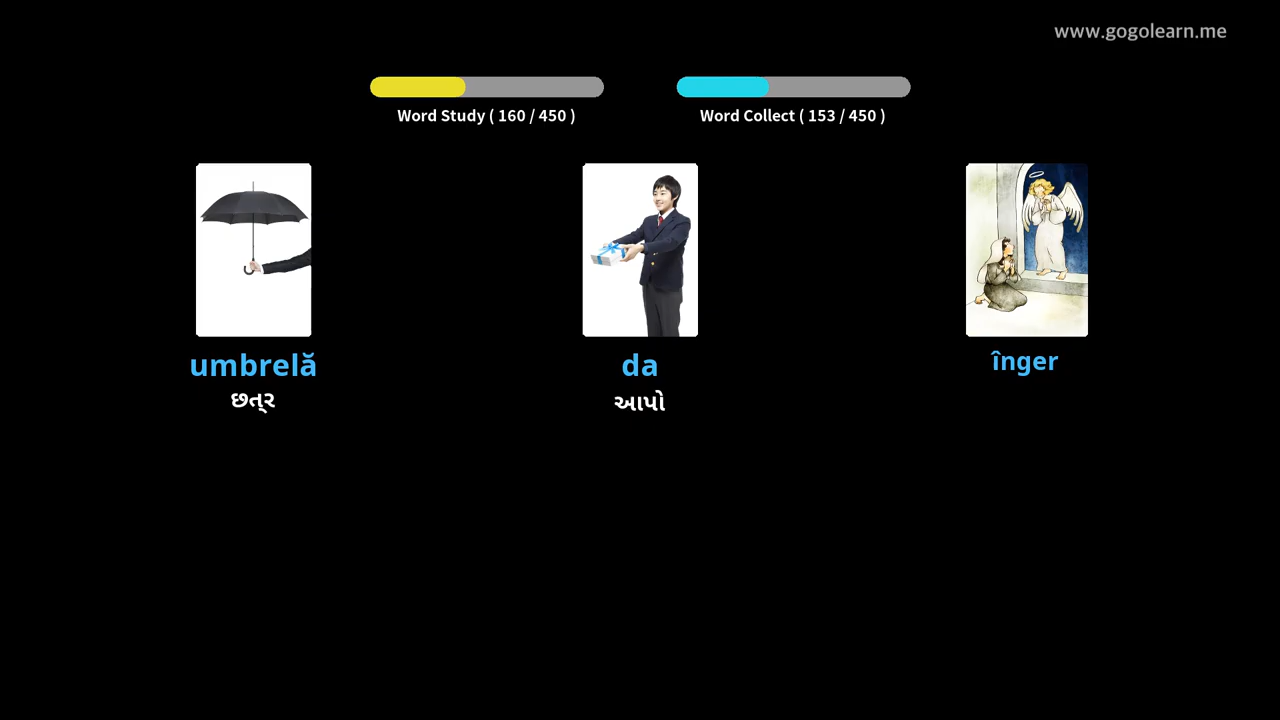 www.gogolearn.me
Word Study ( 160 / 450 )
Word Collect ( 153 / 450 )
umbrelă
છત્ર
da
આપો
înger